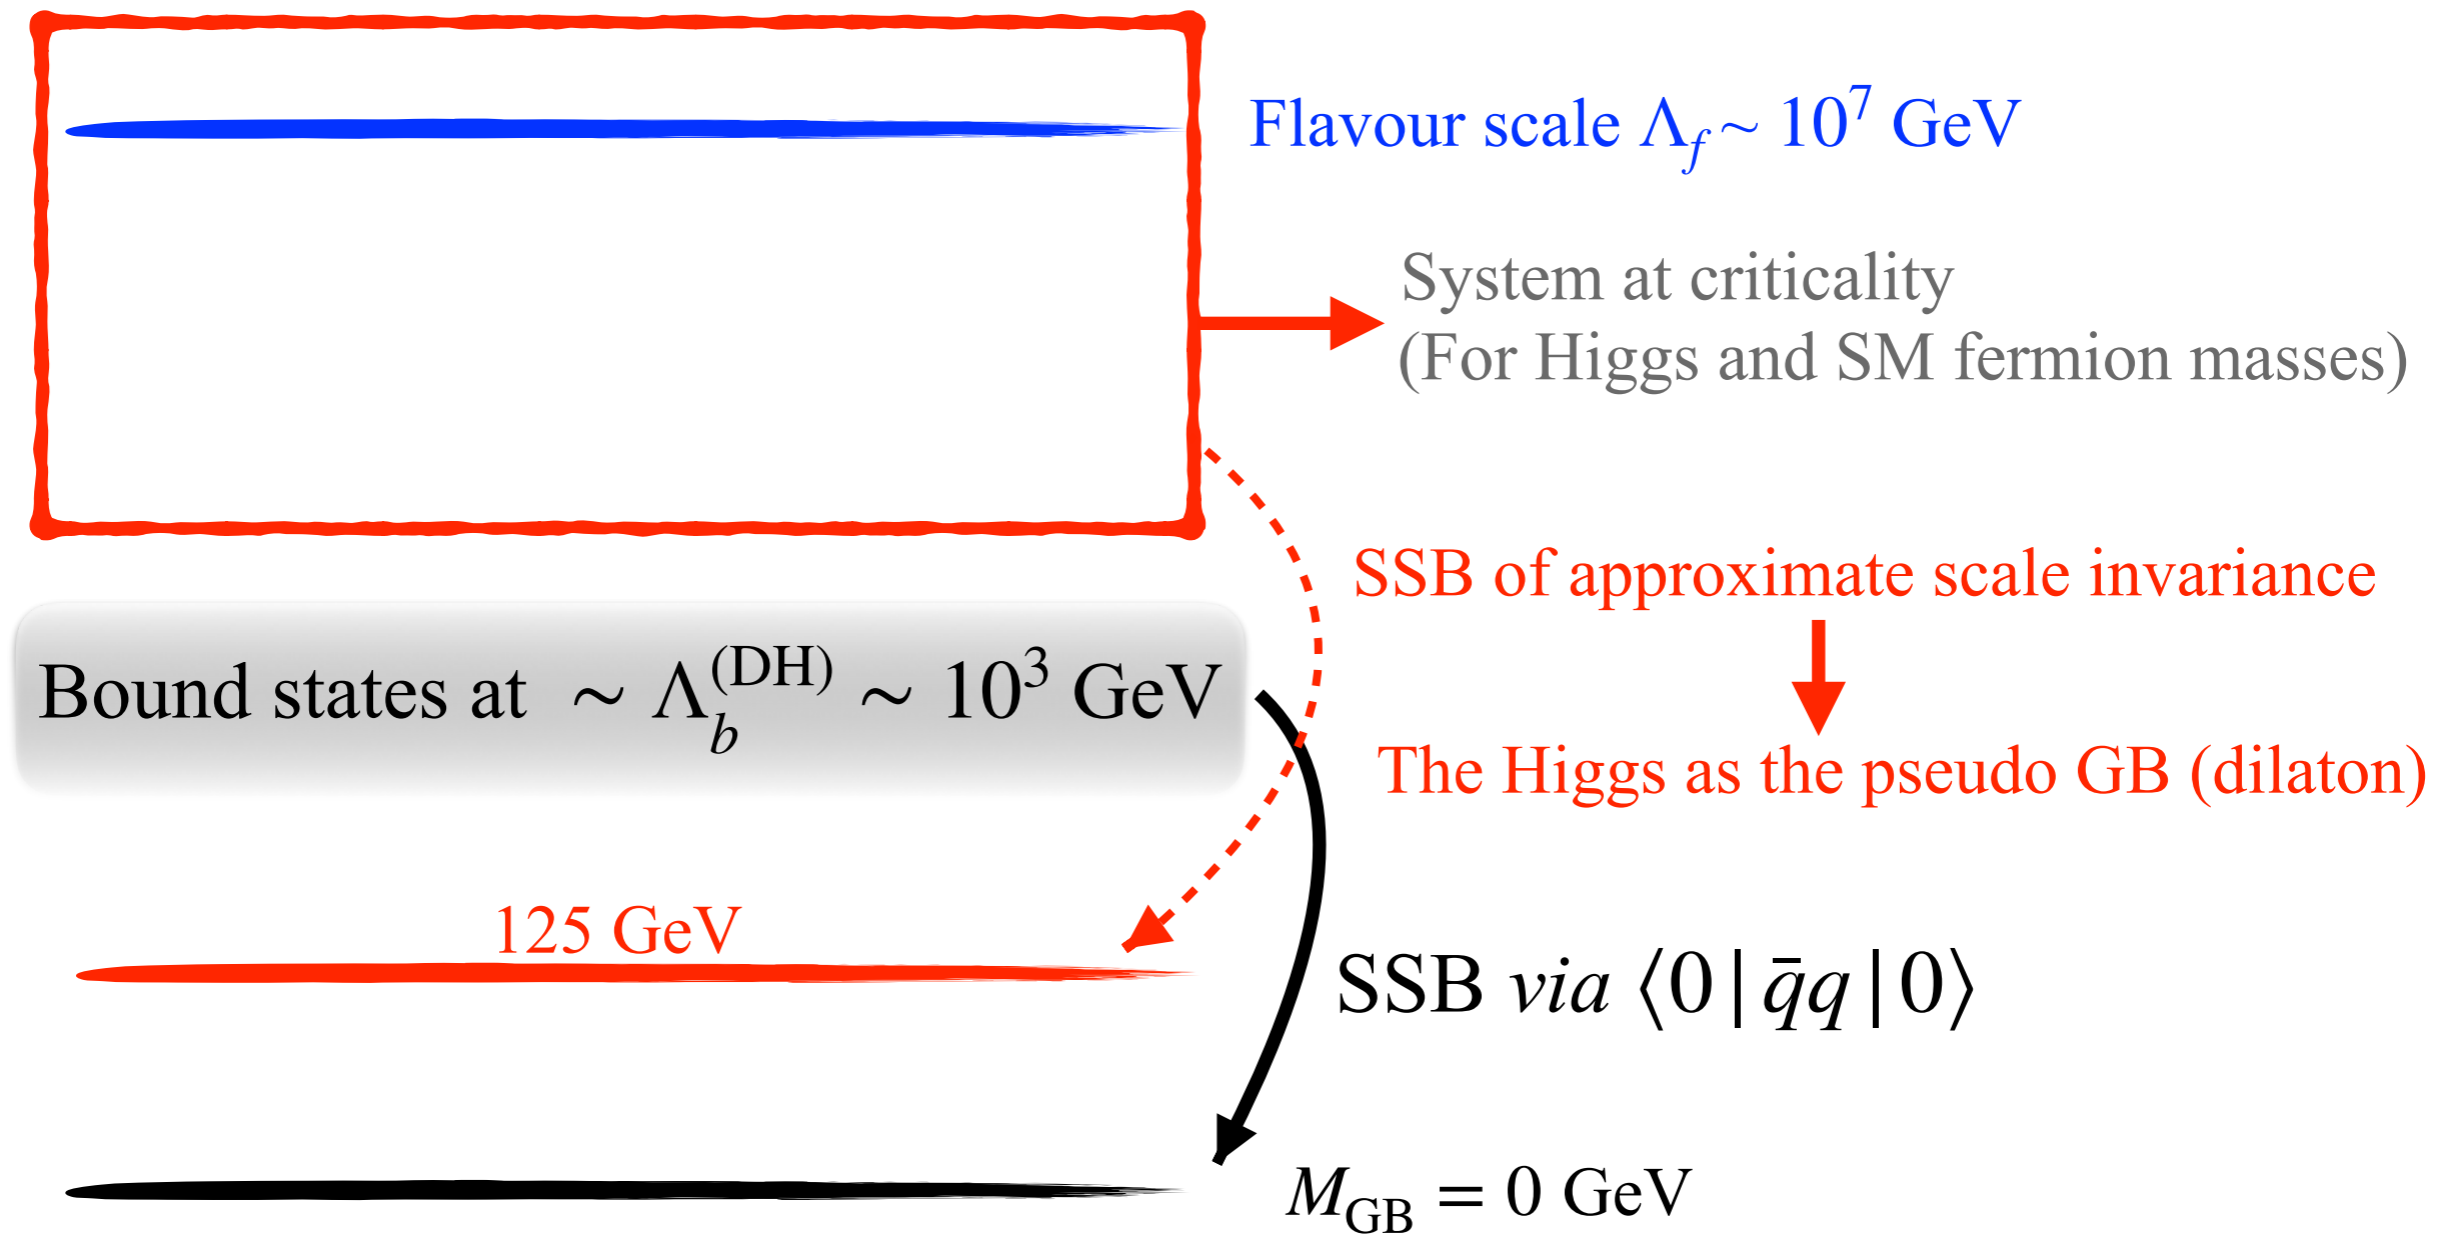 Flavour scale Λ_f ~ 10^7 GeV
System at criticality
(For Higgs and SM fermion masses)
SSB of approximate scale invariance
Bound states at ∼ Λ_b^(DH) ∼ 10^3 GeV
The Higgs as the pseudo GB (dilaton)
125 GeV
SSB via ⟨0|q̄q|0⟩
M_GB = 0 GeV